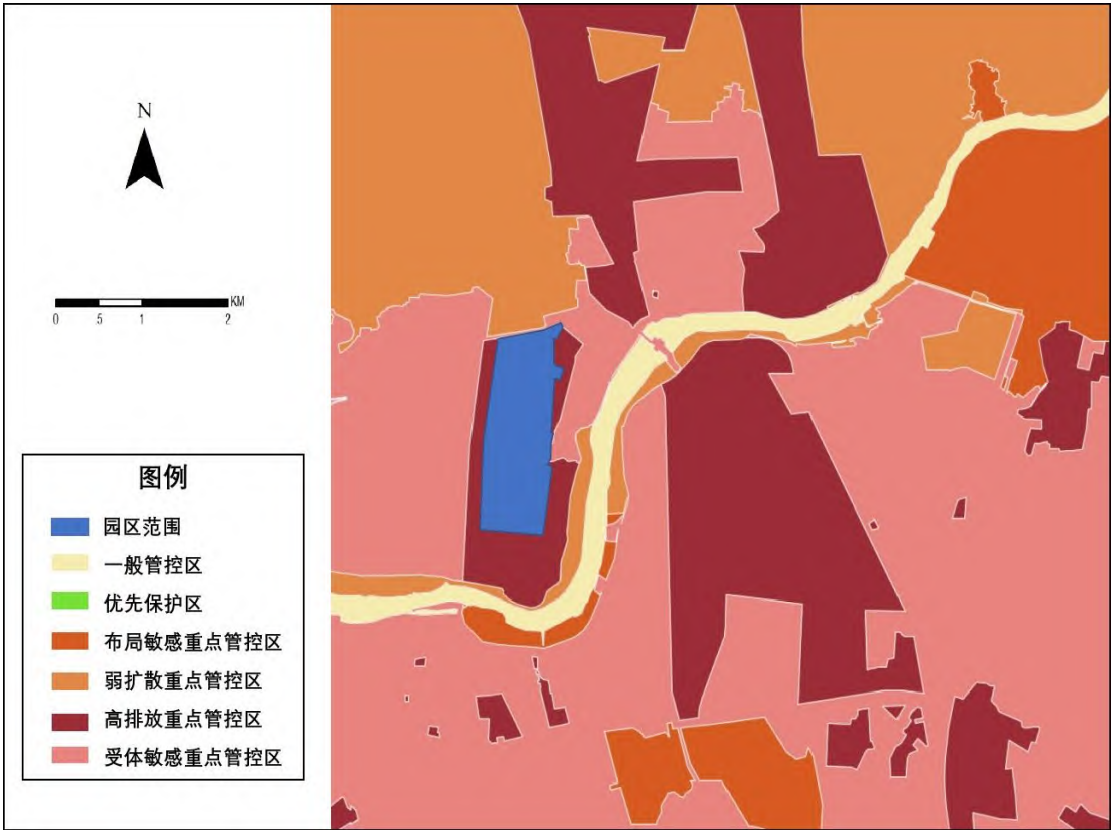 N
KM
0 5 1 2
图例
园区范围
一般管控区
优先保护区
布局敏感重点管控区
弱扩散重点管控区
高排放重点管控区
受体敏感重点管控区